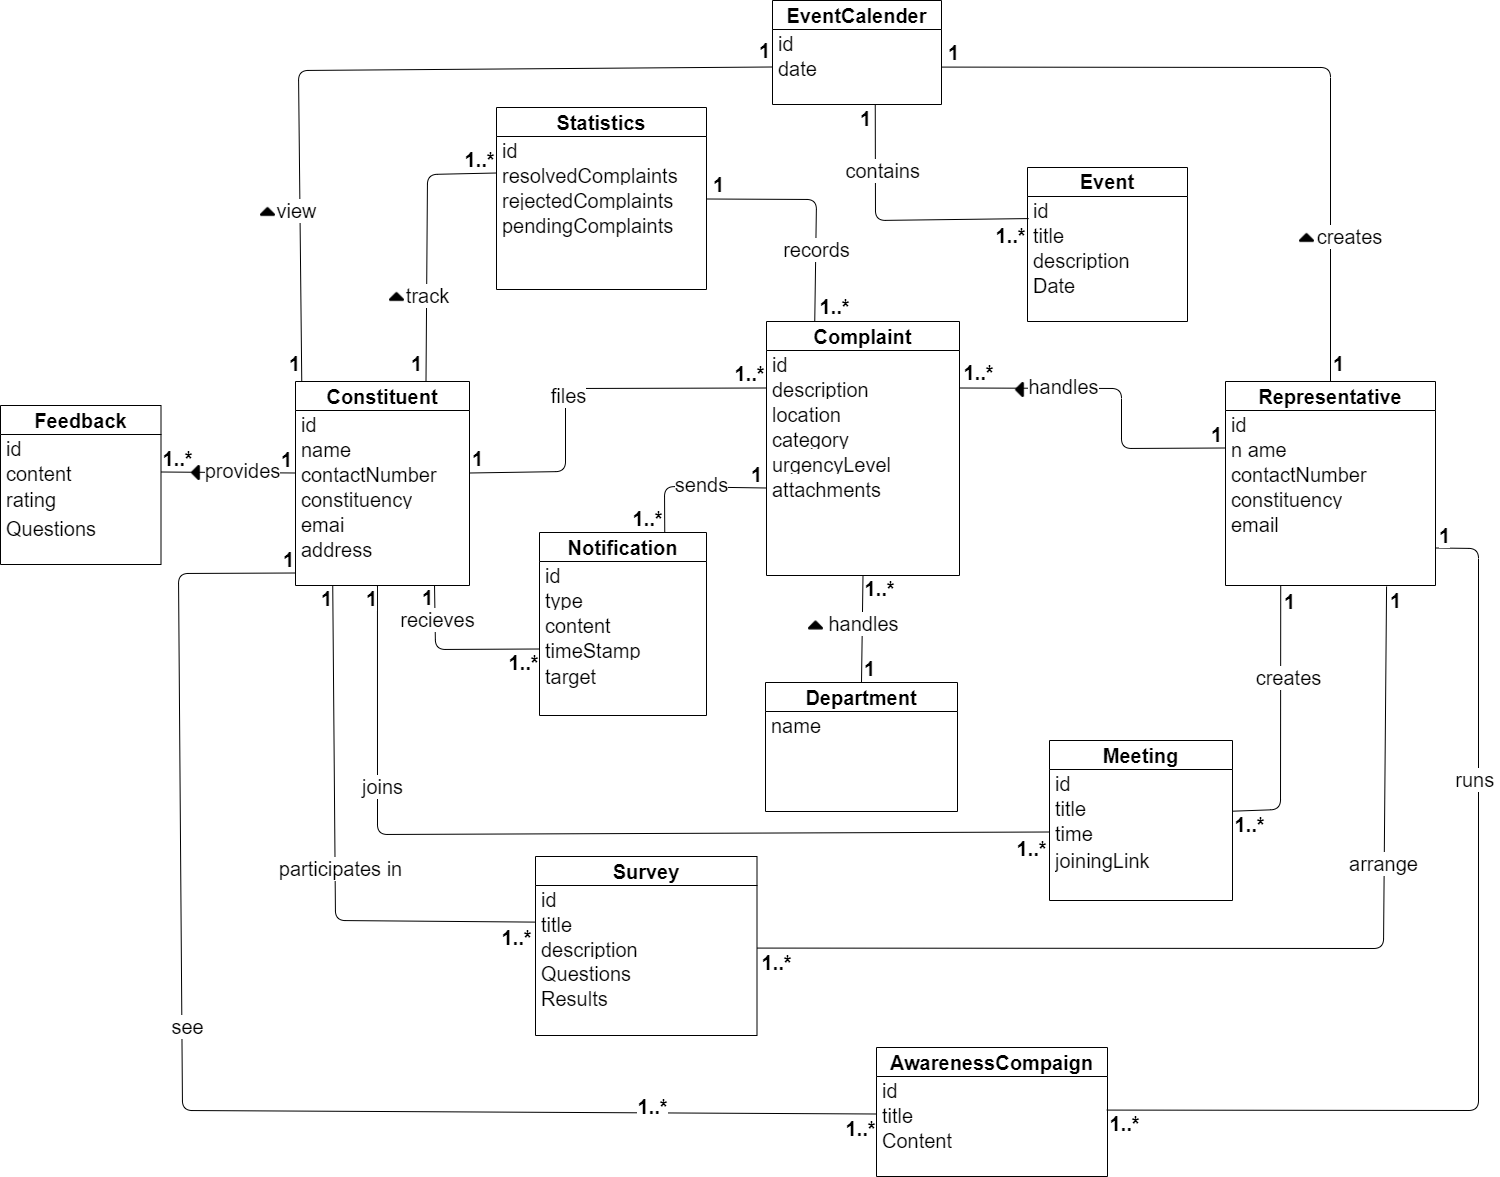 EventCalender
id
date
1
1
1
view
creates
contains
1..*
Statistics
id
resolvedComplaints
rejectedComplaints
pendingComplaints
1..*
1
track
records
1..*
Event
id
title
description
Date
1
1
1
Constituent
id
name
contactNumber
constituency
emai
address
Feedback
id
content
rating
Questions
1..*
provides
1
files
1
1..*
Complaint
id
description
location
category
urgencyLevel
attachments
1..*
handles
1
Representative
id
n ame
contactNumber
constituency
email
sends
1
1..*
Notification
id
type
content
timeStamp
target
1
1
1
1
recieves
1..*
1..*
handles
1
Department
name
1
1
1
creates
arrange
runs
Meeting
id
title
time
joiningLink
1..*
1..*
joins
participates in
Survey
id
title
description
Questions
Results
1..*
1..*
see
1..*
AwarenessCompaign
id
title
Content
1..*
1..*